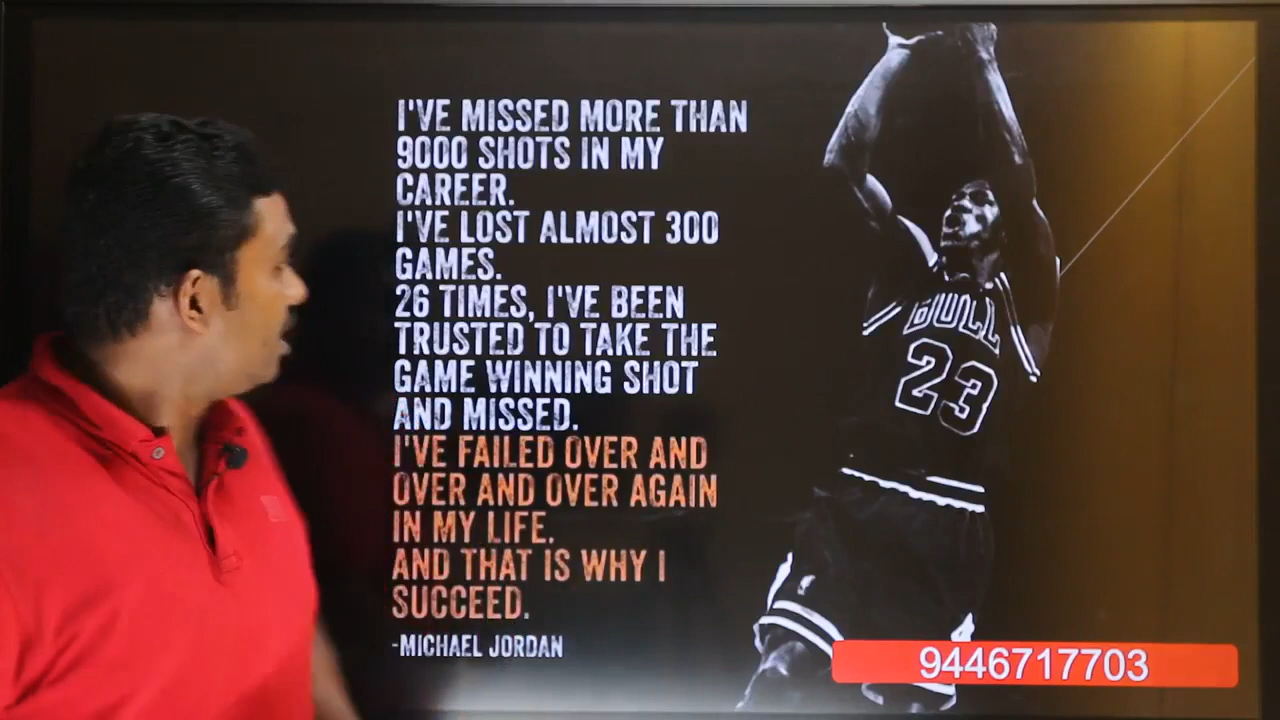 I'VE MISSED MORE THAN
9000 SHOTS IN MY
CAREER.
I'VE LOST ALMOST 300
GAMES.
26 TIMES, I'VE BEEN
TRUSTED TO TAKE THE
GAME WINNING SHOT
AND MISSED.
I'VE FAILED OVER AND
OVER AND OVER AGAIN
IN MY LIFE.
AND THAT IS WHY I
SUCCEED.
-MICHAEL JORDAN
BULL
23
9446717703